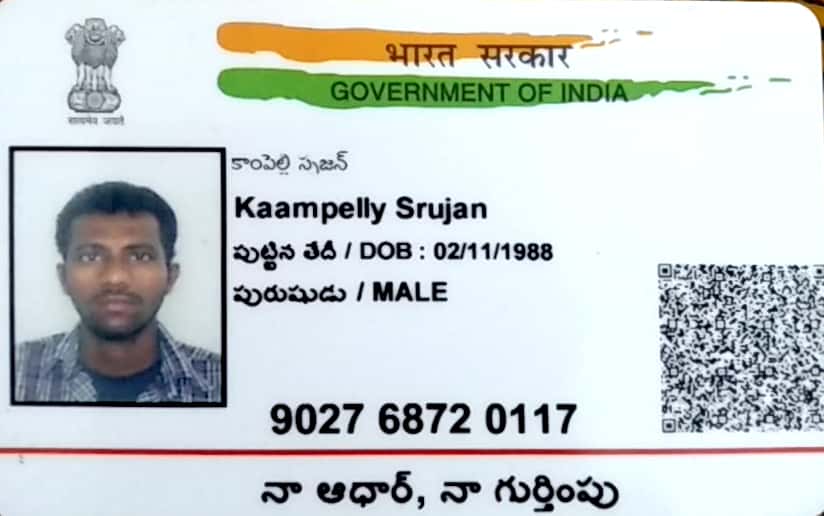 सत्यमेव जयते
भारत सरकार
GOVERNMENT OF INDIA
కాంపెల్లి సృజన్
Kaampelly Srujan
పుట్టిన తేదీ / DOB : 02/11/1988
పురుషుడు / MALE
9027 6872 0117
నా ఆధార్, నా గుర్తింపు